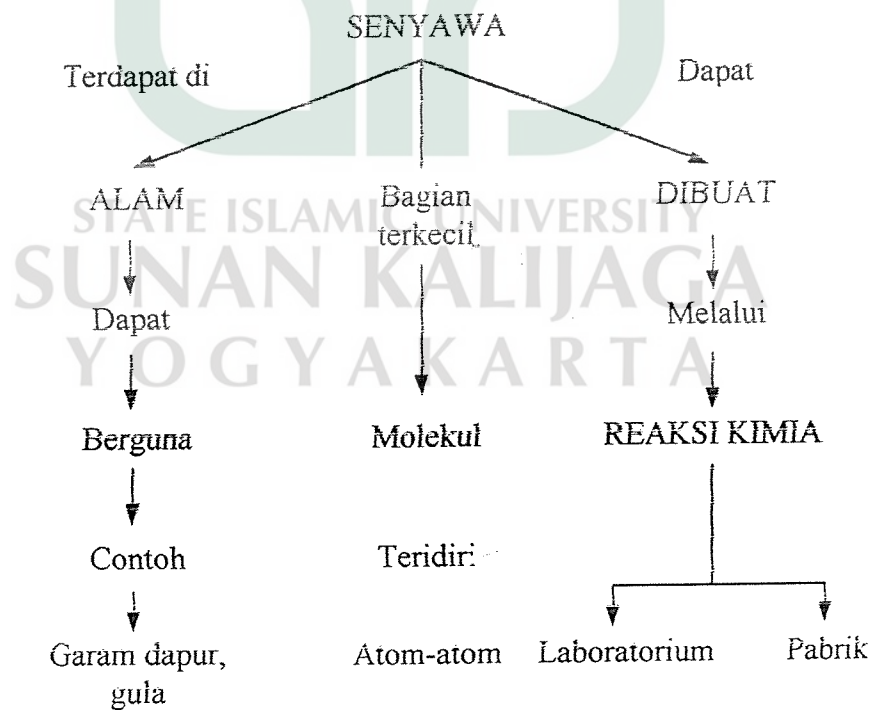 SENYAWA
Terdapat di
Dapat
ALAM
Bagian
terkecil
DIBUAT
STATE ISLAMIC UNIVERSITY
SUNAN KALIJAGA
YOGYAKARTA
Dapat
Melalui
Berguna
Molekul
REAKSI KIMIA
Contoh
Teridiri
Garam dapur,
gula
Atom-atom
Laboratorium
Pabrik